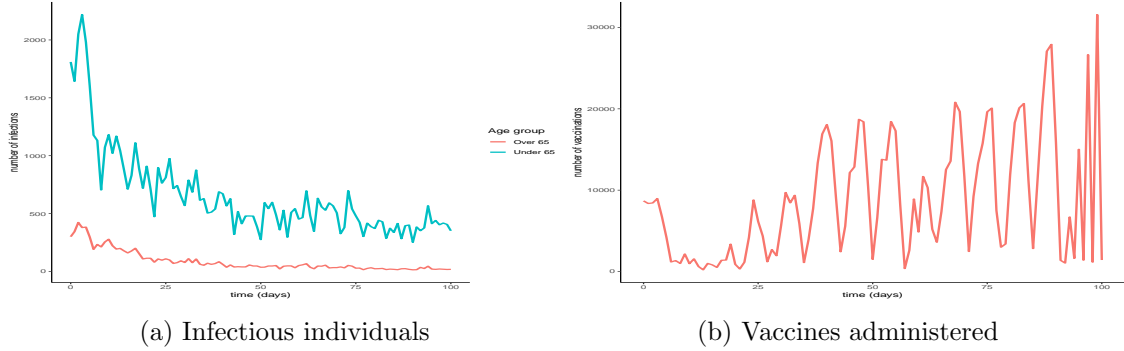 number of infections
2000
1500
1000
500
0
0
25
50
75
100
time (days)
Age group
Over 65
Under 65
(a) Infectious individuals
number of vacciinations
30000
20000
10000
0
0
25
50
75
100
time (days)
(b) Vaccines administered